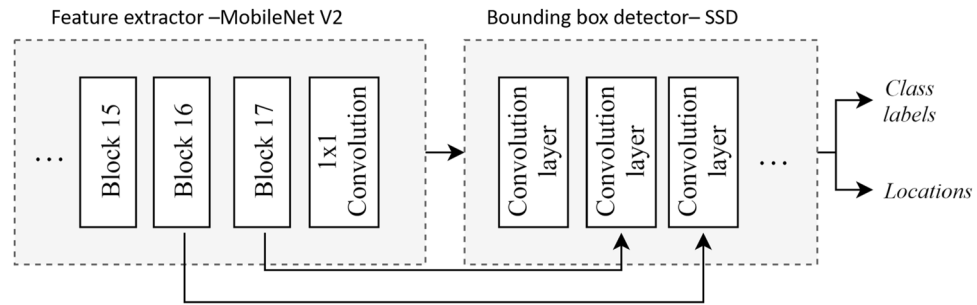 Feature extractor –MobileNet V2
Bounding box detector– SSD
...
Block 15
Block 16
Block 17
1x1
Convolution
Convolution
layer
Convolution
layer
Convolution
layer
...
Class
labels
Locations